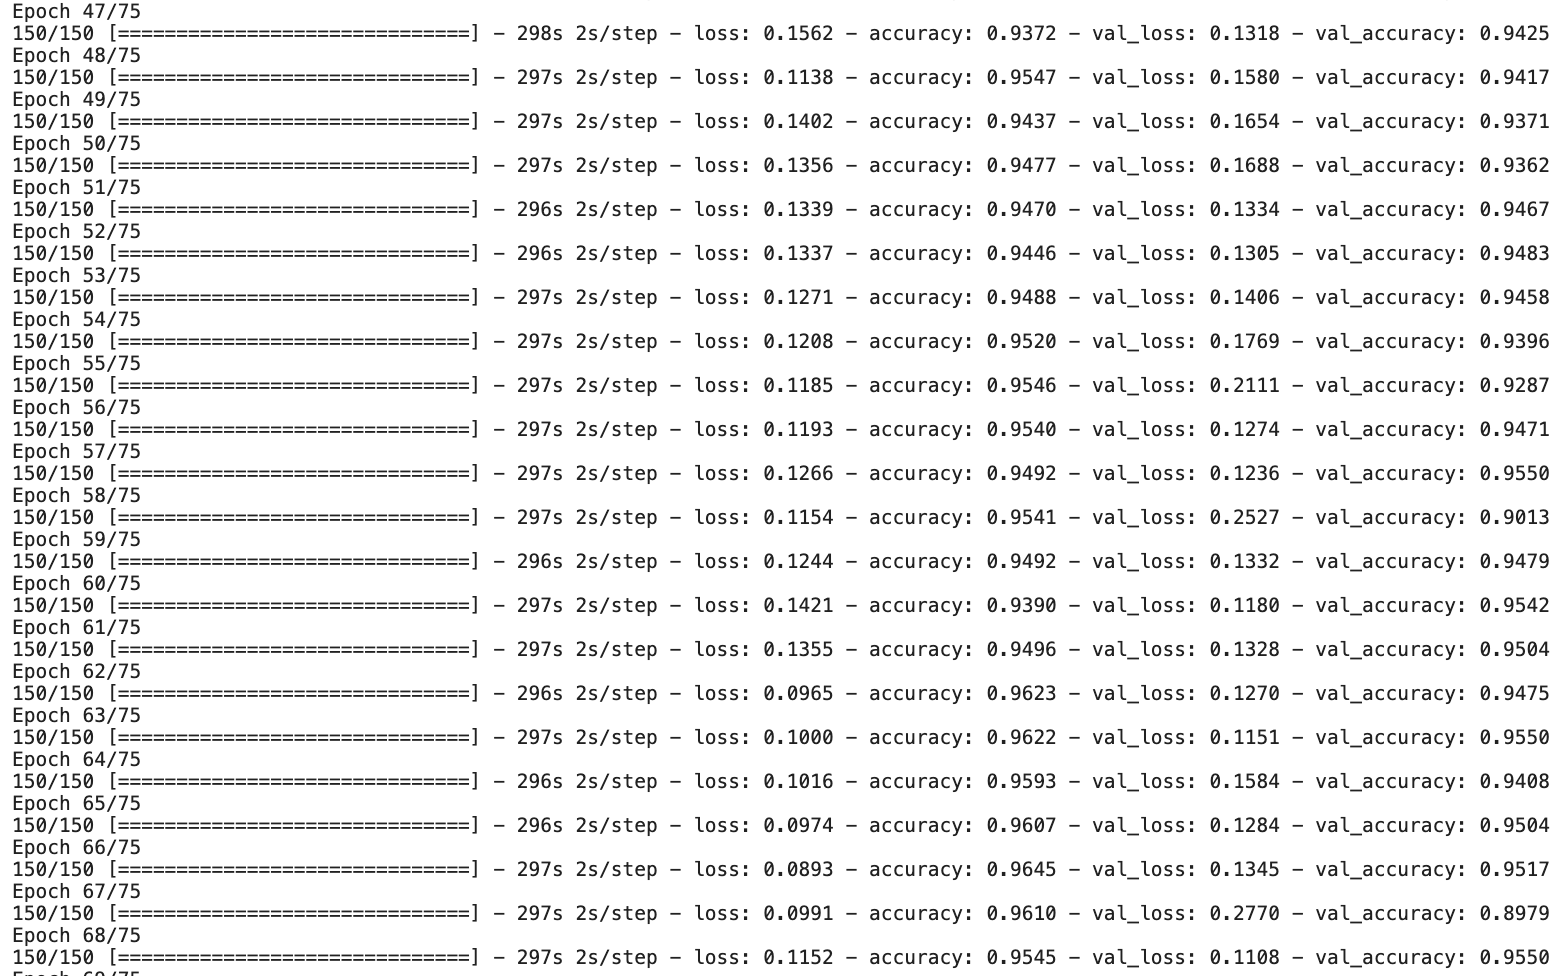 Epoch 47/75
150/150 [==============================] - 298s 2s/step - loss: 0.1562 - accuracy: 0.9372 - val_loss: 0.1318 - val_accuracy: 0.9425
Epoch 48/75
150/150 [==============================] - 297s 2s/step - loss: 0.1138 - accuracy: 0.9547 - val_loss: 0.1580 - val_accuracy: 0.9417
Epoch 49/75
150/150 [==============================] - 297s 2s/step - loss: 0.1402 - accuracy: 0.9437 - val_loss: 0.1654 - val_accuracy: 0.9371
Epoch 50/75
150/150 [==============================] - 297s 2s/step - loss: 0.1356 - accuracy: 0.9477 - val_loss: 0.1688 - val_accuracy: 0.9362
Epoch 51/75
150/150 [==============================] - 296s 2s/step - loss: 0.1339 - accuracy: 0.9470 - val_loss: 0.1334 - val_accuracy: 0.9467
Epoch 52/75
150/150 [==============================] - 296s 2s/step - loss: 0.1337 - accuracy: 0.9446 - val_loss: 0.1305 - val_accuracy: 0.9483
Epoch 53/75
150/150 [==============================] - 297s 2s/step - loss: 0.1271 - accuracy: 0.9488 - val_loss: 0.1406 - val_accuracy: 0.9458
Epoch 54/75
150/150 [==============================] - 297s 2s/step - loss: 0.1208 - accuracy: 0.9520 - val_loss: 0.1769 - val_accuracy: 0.9396
Epoch 55/75
150/150 [==============================] - 297s 2s/step - loss: 0.1185 - accuracy: 0.9546 - val_loss: 0.2111 - val_accuracy: 0.9287
Epoch 56/75
150/150 [==============================] - 297s 2s/step - loss: 0.1193 - accuracy: 0.9540 - val_loss: 0.1274 - val_accuracy: 0.9471
Epoch 57/75
150/150 [==============================] - 297s 2s/step - loss: 0.1266 - accuracy: 0.9492 - val_loss: 0.1236 - val_accuracy: 0.9550
Epoch 58/75
150/150 [==============================] - 297s 2s/step - loss: 0.1154 - accuracy: 0.9541 - val_loss: 0.2527 - val_accuracy: 0.9013
Epoch 59/75
150/150 [==============================] - 296s 2s/step - loss: 0.1244 - accuracy: 0.9492 - val_loss: 0.1332 - val_accuracy: 0.9479
Epoch 60/75
150/150 [==============================] - 297s 2s/step - loss: 0.1421 - accuracy: 0.9390 - val_loss: 0.1180 - val_accuracy: 0.9542
Epoch 61/75
150/150 [==============================] - 297s 2s/step - loss: 0.1355 - accuracy: 0.9496 - val_loss: 0.1328 - val_accuracy: 0.9504
Epoch 62/75
150/150 [==============================] - 296s 2s/step - loss: 0.0965 - accuracy: 0.9623 - val_loss: 0.1270 - val_accuracy: 0.9475
Epoch 63/75
150/150 [==============================] - 297s 2s/step - loss: 0.1000 - accuracy: 0.9622 - val_loss: 0.1151 - val_accuracy: 0.9550
Epoch 64/75
150/150 [==============================] - 296s 2s/step - loss: 0.1016 - accuracy: 0.9593 - val_loss: 0.1584 - val_accuracy: 0.9408
Epoch 65/75
150/150 [==============================] - 296s 2s/step - loss: 0.0974 - accuracy: 0.9607 - val_loss: 0.1284 - val_accuracy: 0.9504
Epoch 66/75
150/150 [==============================] - 297s 2s/step - loss: 0.0893 - accuracy: 0.9645 - val_loss: 0.1345 - val_accuracy: 0.9517
Epoch 67/75
150/150 [==============================] - 297s 2s/step - loss: 0.0991 - accuracy: 0.9610 - val_loss: 0.2770 - val_accuracy: 0.8979
Epoch 68/75
150/150 [==============================] - 297s 2s/step - loss: 0.1152 - accuracy: 0.9545 - val_loss: 0.1108 - val_accuracy: 0.9550